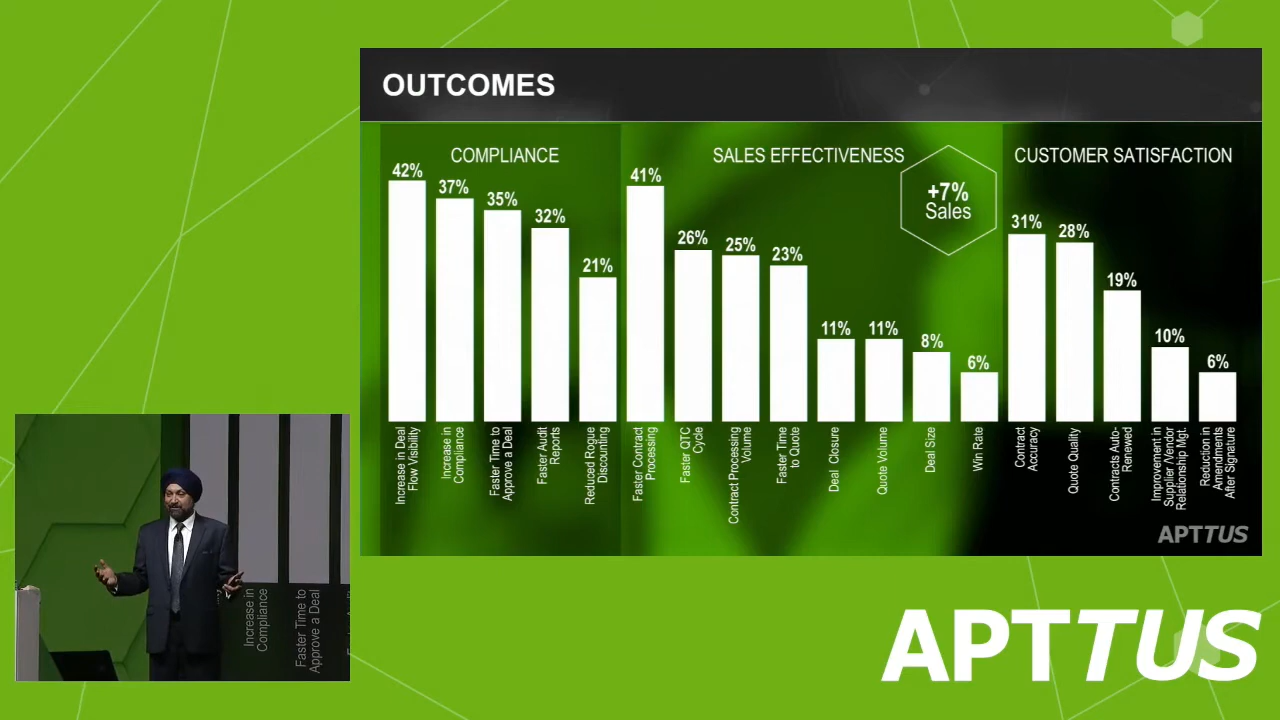 OUTCOMES
COMPLIANCE
42%
37%
35%
32%
21%
Increase in Deal
Flow Visibility
Increase in
Compliance
Faster Time to
Approve a Deal
Faster Audit
Reports
Reduced Rogue
Discounting
SALES EFFECTIVENESS
+7%
Sales
41%
26%
25%
23%
11%
11%
8%
6%
Faster Contract
Processing
Faster QTC
Cycle
Contract Processing
Volume
Faster Time
to Quote
Deal Closure
Quote Volume
Deal Size
Win Rate
CUSTOMER SATISFACTION
31%
28%
19%
10%
6%
Contract
Accuracy
Quote Quality
Contracts Auto-
Renewed
Improvement in
Supplier /Vendor
Relationship Mgt.
Reduction in
Amendments
After Signature
APTTUS
Increase in
Compliance
Faster Time to
Approve a Deal
APTTUS